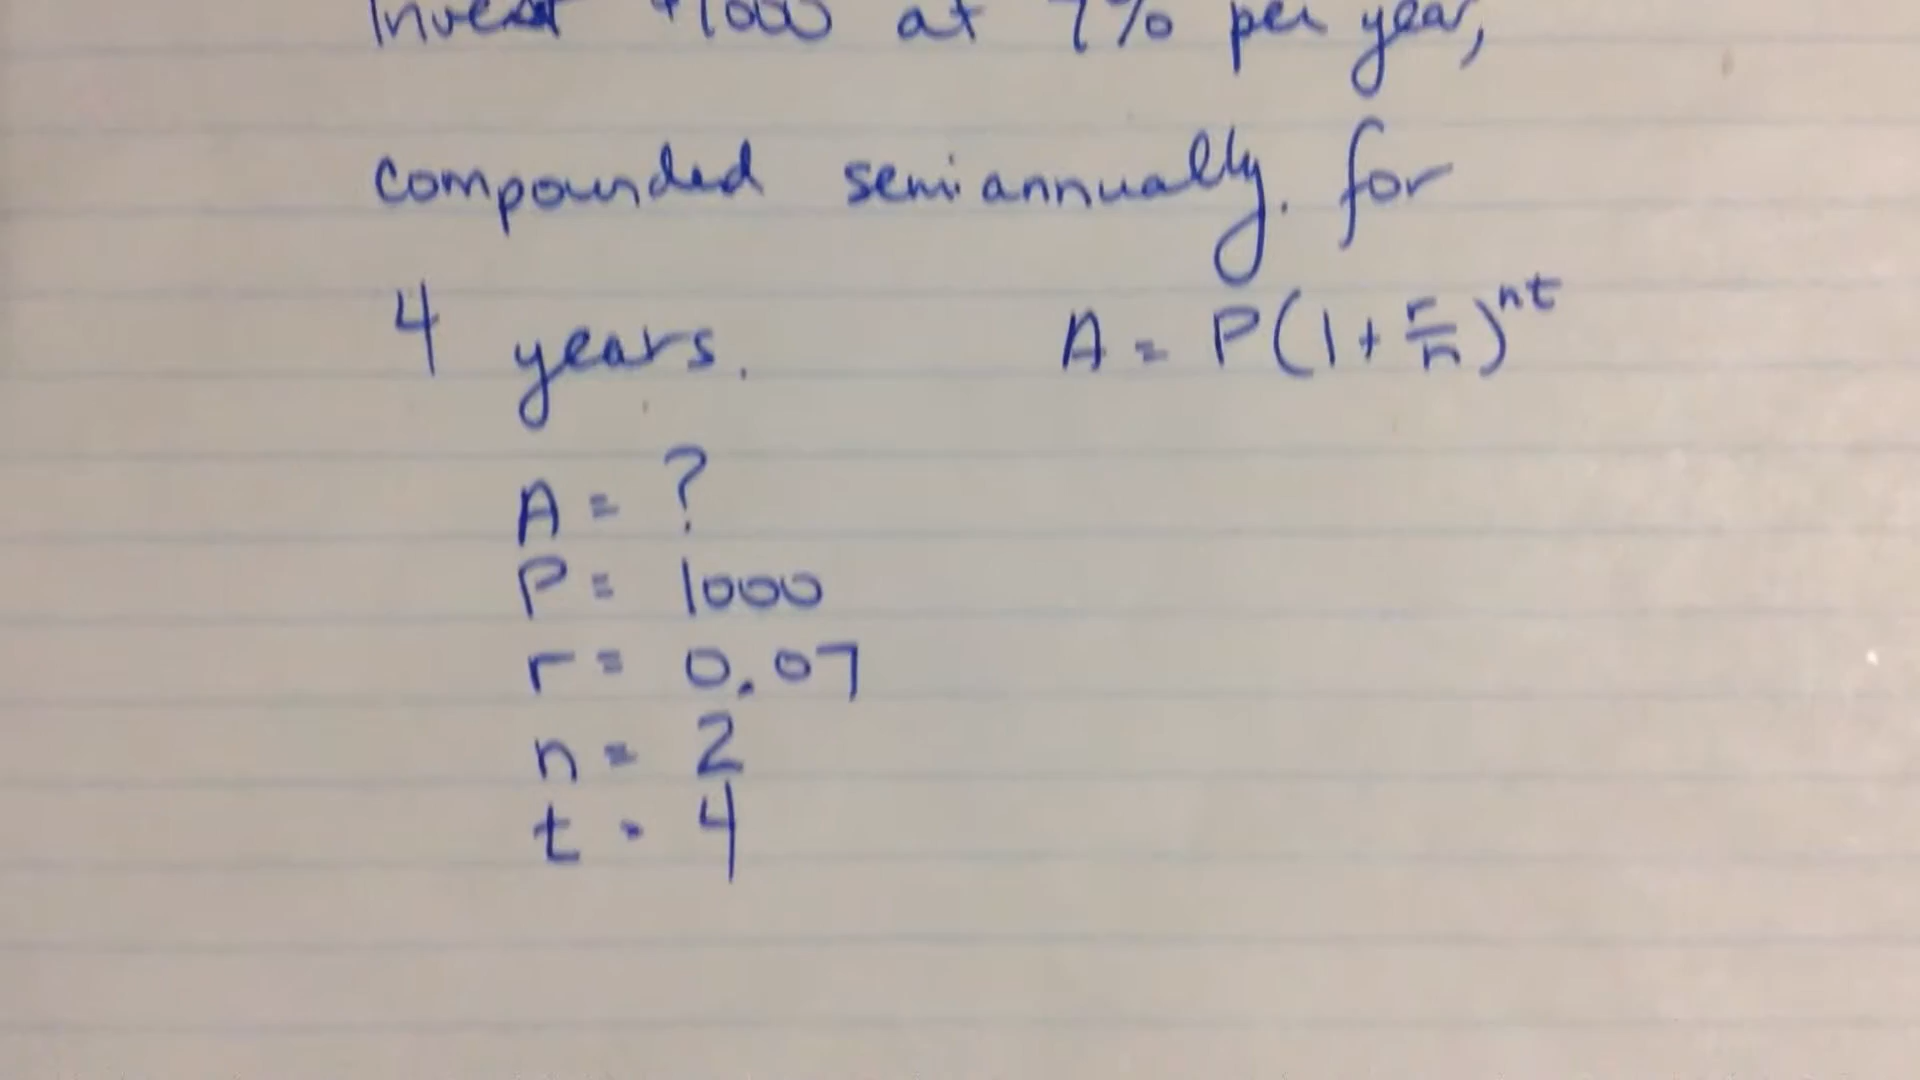 Invest $1000 at 7% per year,
compounded semiannually. for
4 years.
A = P(1 + r/n)^nt
A = ?
P = 1000
r = 0.07
n = 2
t = 4